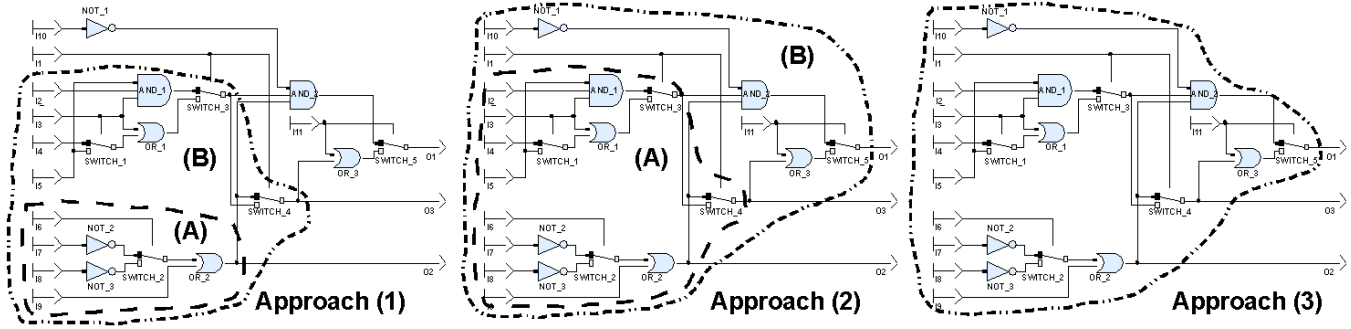 NOT_1
I10
I1
AND_1
I2
SWITCH_3
AND_2
I3
I11
I4
SWITCH_1
OR_1
(B)
OR_3
SWITCH_5
O1
I5
SWITCH_4
O3
I6
(A)
NOT_2
I7
I8
SWITCH_2
OR_2
O2
NOT_3
I9
Approach (1)
NOT_1
I10
(B)
I1
AND_1
I2
SWITCH_3
AND_2
I3
I11
I4
SWITCH_1
OR_1
(A)
OR_3
SWITCH_5
O1
I5
SWITCH_4
O3
I6
NOT_2
I7
I8
SWITCH_2
OR_2
O2
NOT_3
I9
Approach (2)
NOT_1
I10
I1
AND_1
I2
SWITCH_3
AND_2
I3
I11
I4
SWITCH_1
OR_1
OR_3
SWITCH_5
O1
I5
SWITCH_4
O3
I6
NOT_2
I7
I8
SWITCH_2
OR_2
O2
NOT_3
I9
Approach (3)